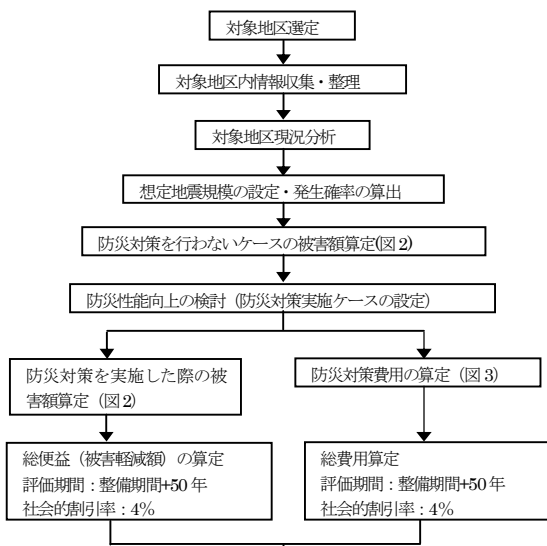 対象地区選定
対象地区内情報収集・整理
対象地区現況分析
想定地震規模の設定・発生確率の算出
防災対策を行わないケースの被害額算定(図2)
防災性能向上の検討（防災対策実施ケースの設定）
防災対策を実施した際の被
害額算定（図2）
防災対策費用の算定（図3）
総便益（被害軽減額）の算定
評価期間：整備期間+50年
社会的割引率：4%
総費用算定
評価期間：整備期間+50年
社会的割引率：4%